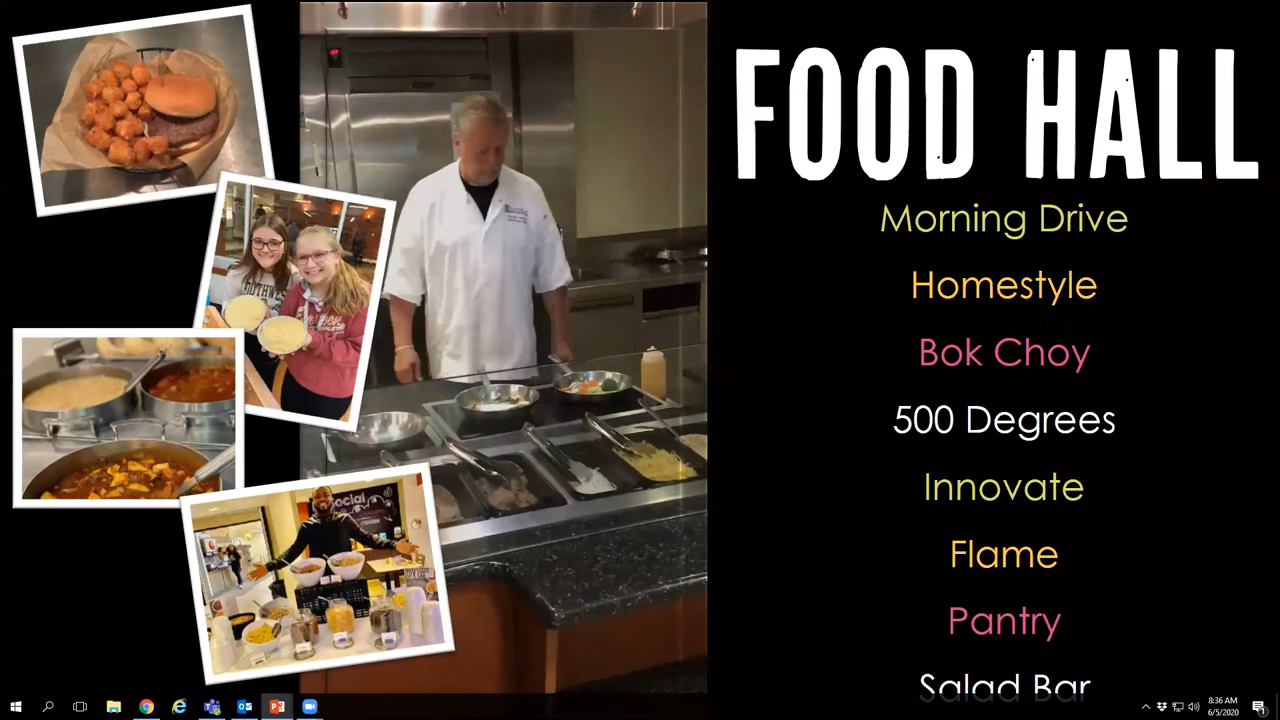 FOOD HALL
Morning Drive
Homestyle
Bok Choy
500 Degrees
Innovate
Flame
Pantry
Salad Bar
social
8:36 AM
6/5/2020